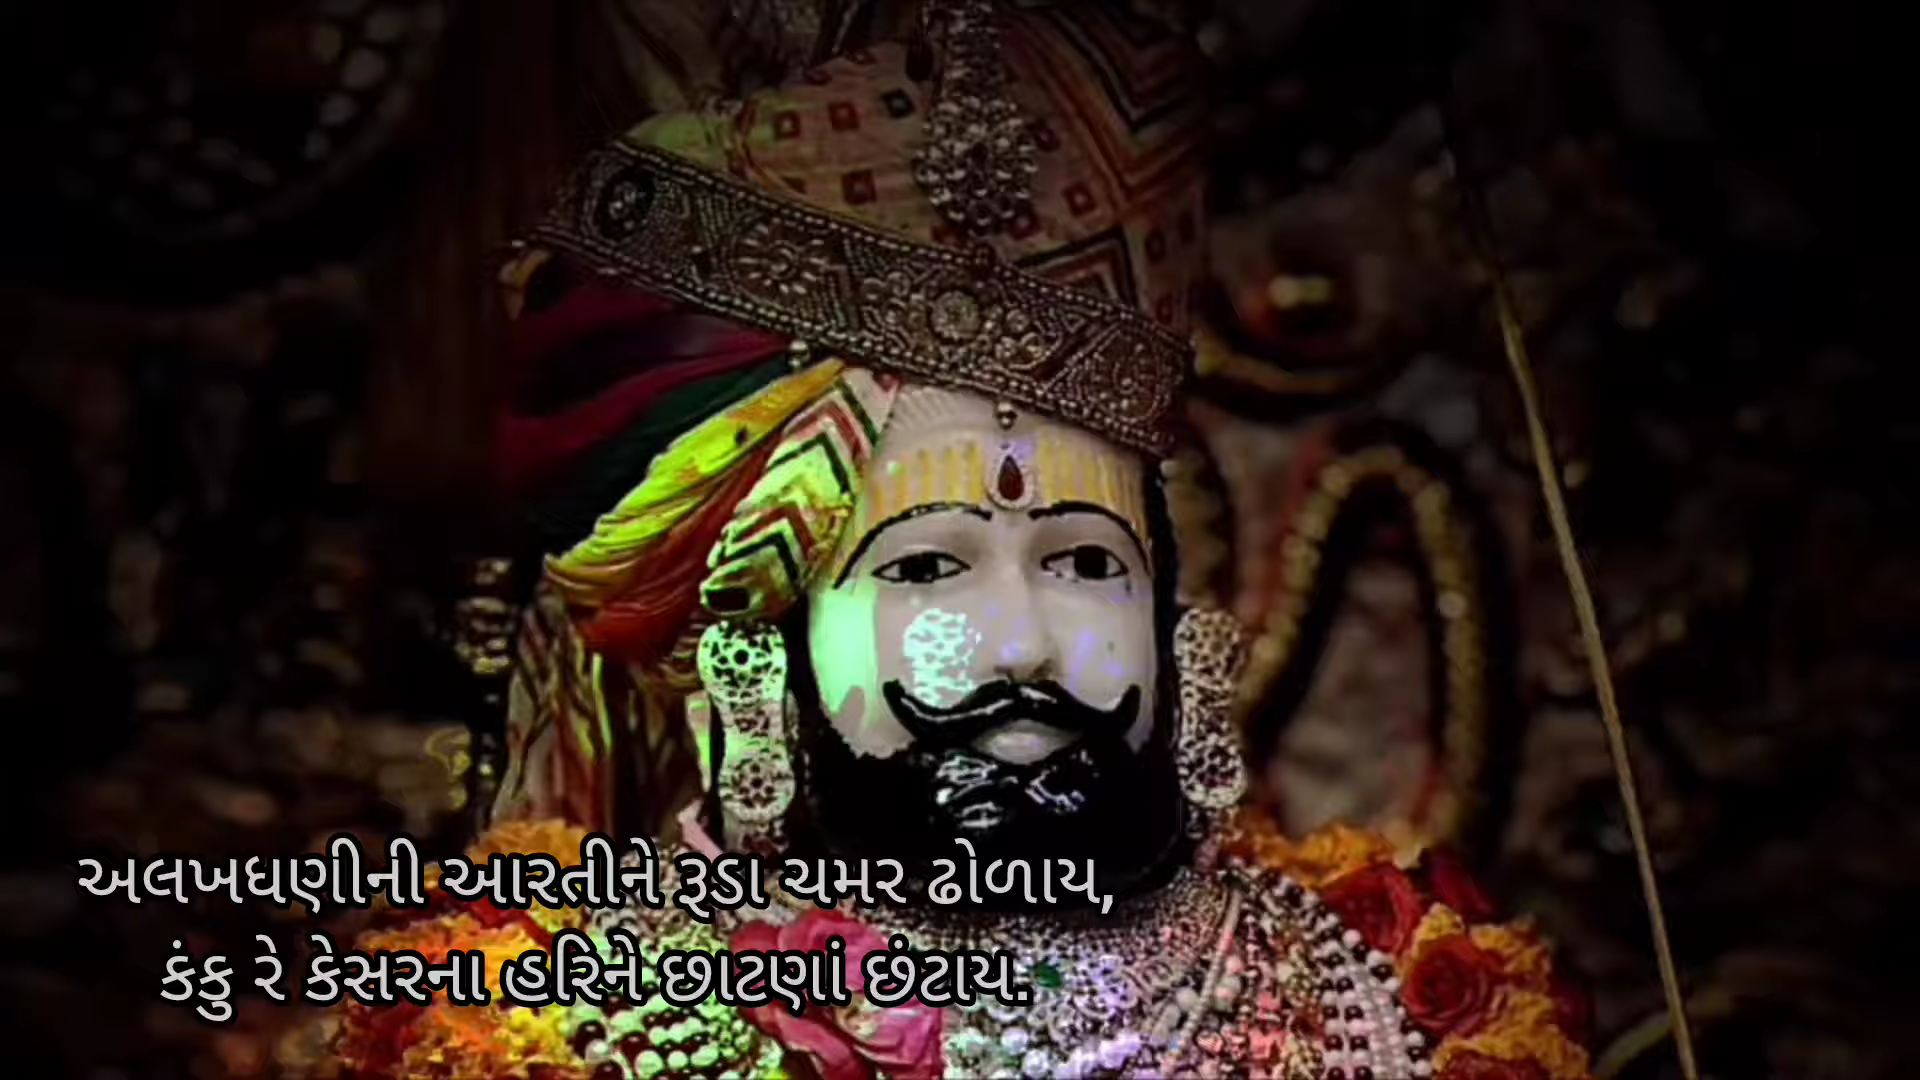 અલખધણીની આરતીને રૂડા ચમર ઢોળાય,
કંકુ રે કેસરના હરિને છાટણાં છંટાય.